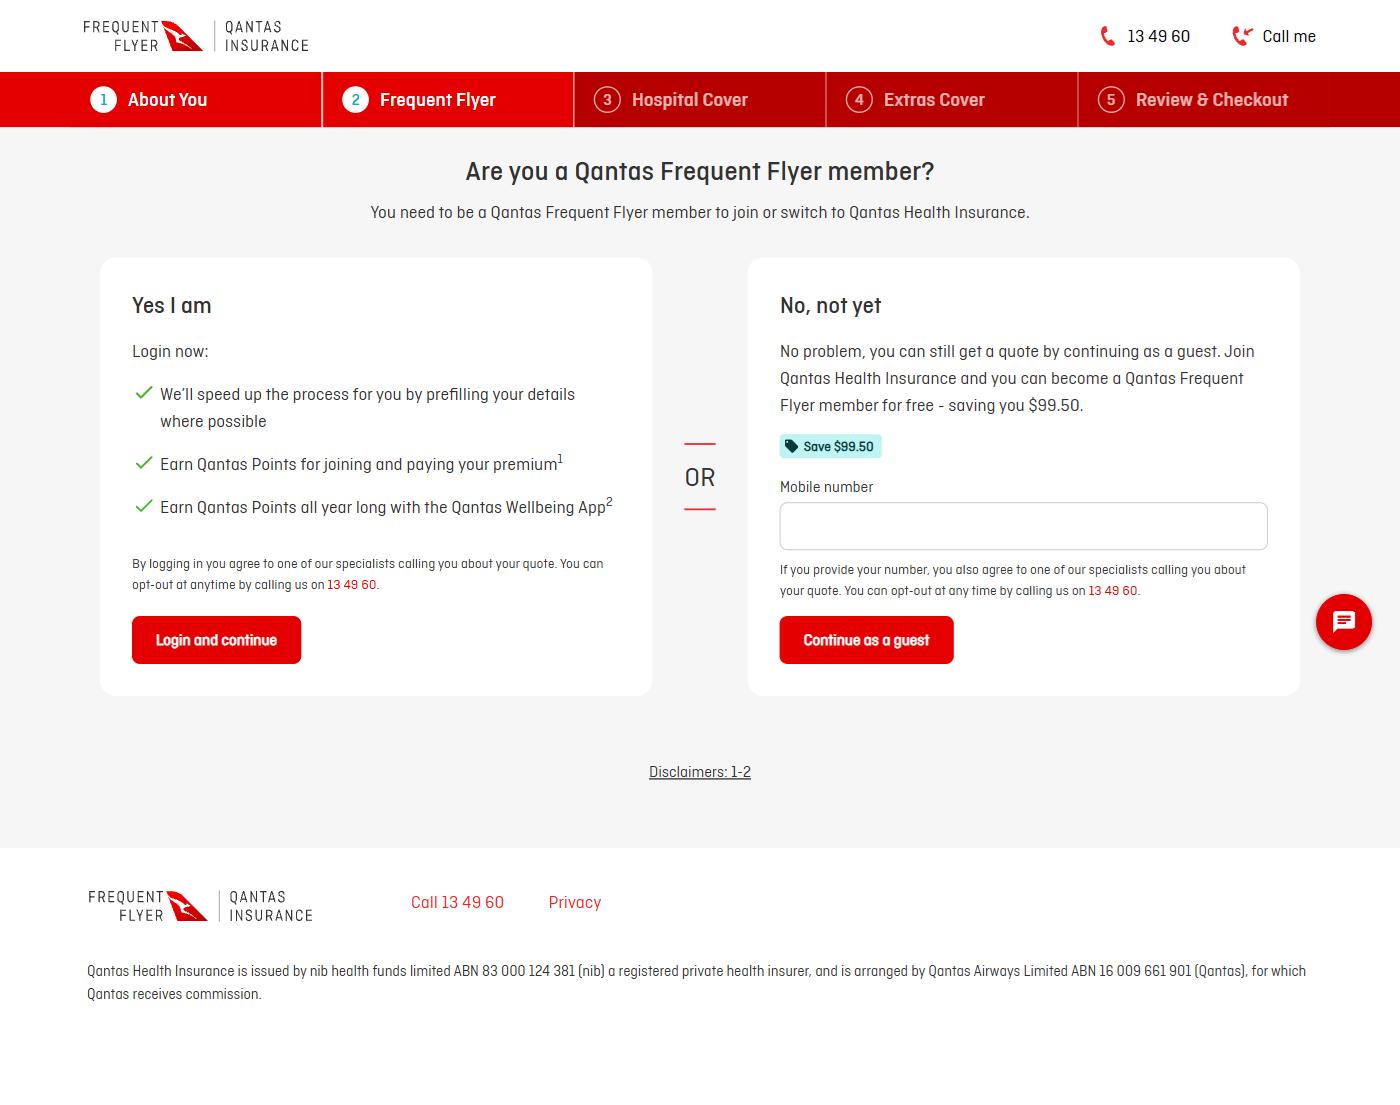 FREQUENT FLYER
QANTAS INSURANCE
13 49 60
Call me
1 About You
2 Frequent Flyer
3 Hospital Cover
4 Extras Cover
5 Review & Checkout
Are you a Qantas Frequent Flyer member?
You need to be a Qantas Frequent Flyer member to join or switch to Qantas Health Insurance.
Yes I am
Login now:
We'll speed up the process for you by prefilling your details
where possible
Earn Qantas Points for joining and paying your premium1
Earn Qantas Points all year long with the Qantas Wellbeing App2
By logging in you agree to one of our specialists calling you about your quote. You can
opt-out at anytime by calling us on 13 49 60.
Login and continue
OR
No, not yet
No problem, you can still get a quote by continuing as a guest. Join
Qantas Health Insurance and you can become a Qantas Frequent
Flyer member for free - saving you $99.50.
Save $99.50
Mobile number
If you provide your number, you also agree to one of our specialists calling you about
your quote. You can opt-out at any time by calling us on 13 49 60.
Continue as a guest
Disclaimers: 1-2
FREQUENT FLYER
QANTAS INSURANCE
Call 13 49 60
Privacy
Qantas Health Insurance is issued by nib health funds limited ABN 83 000 124 381 (nib) a registered private health insurer, and is arranged by Qantas Airways Limited ABN 16 009 661 901 (Qantas), for which
Qantas receives commission.